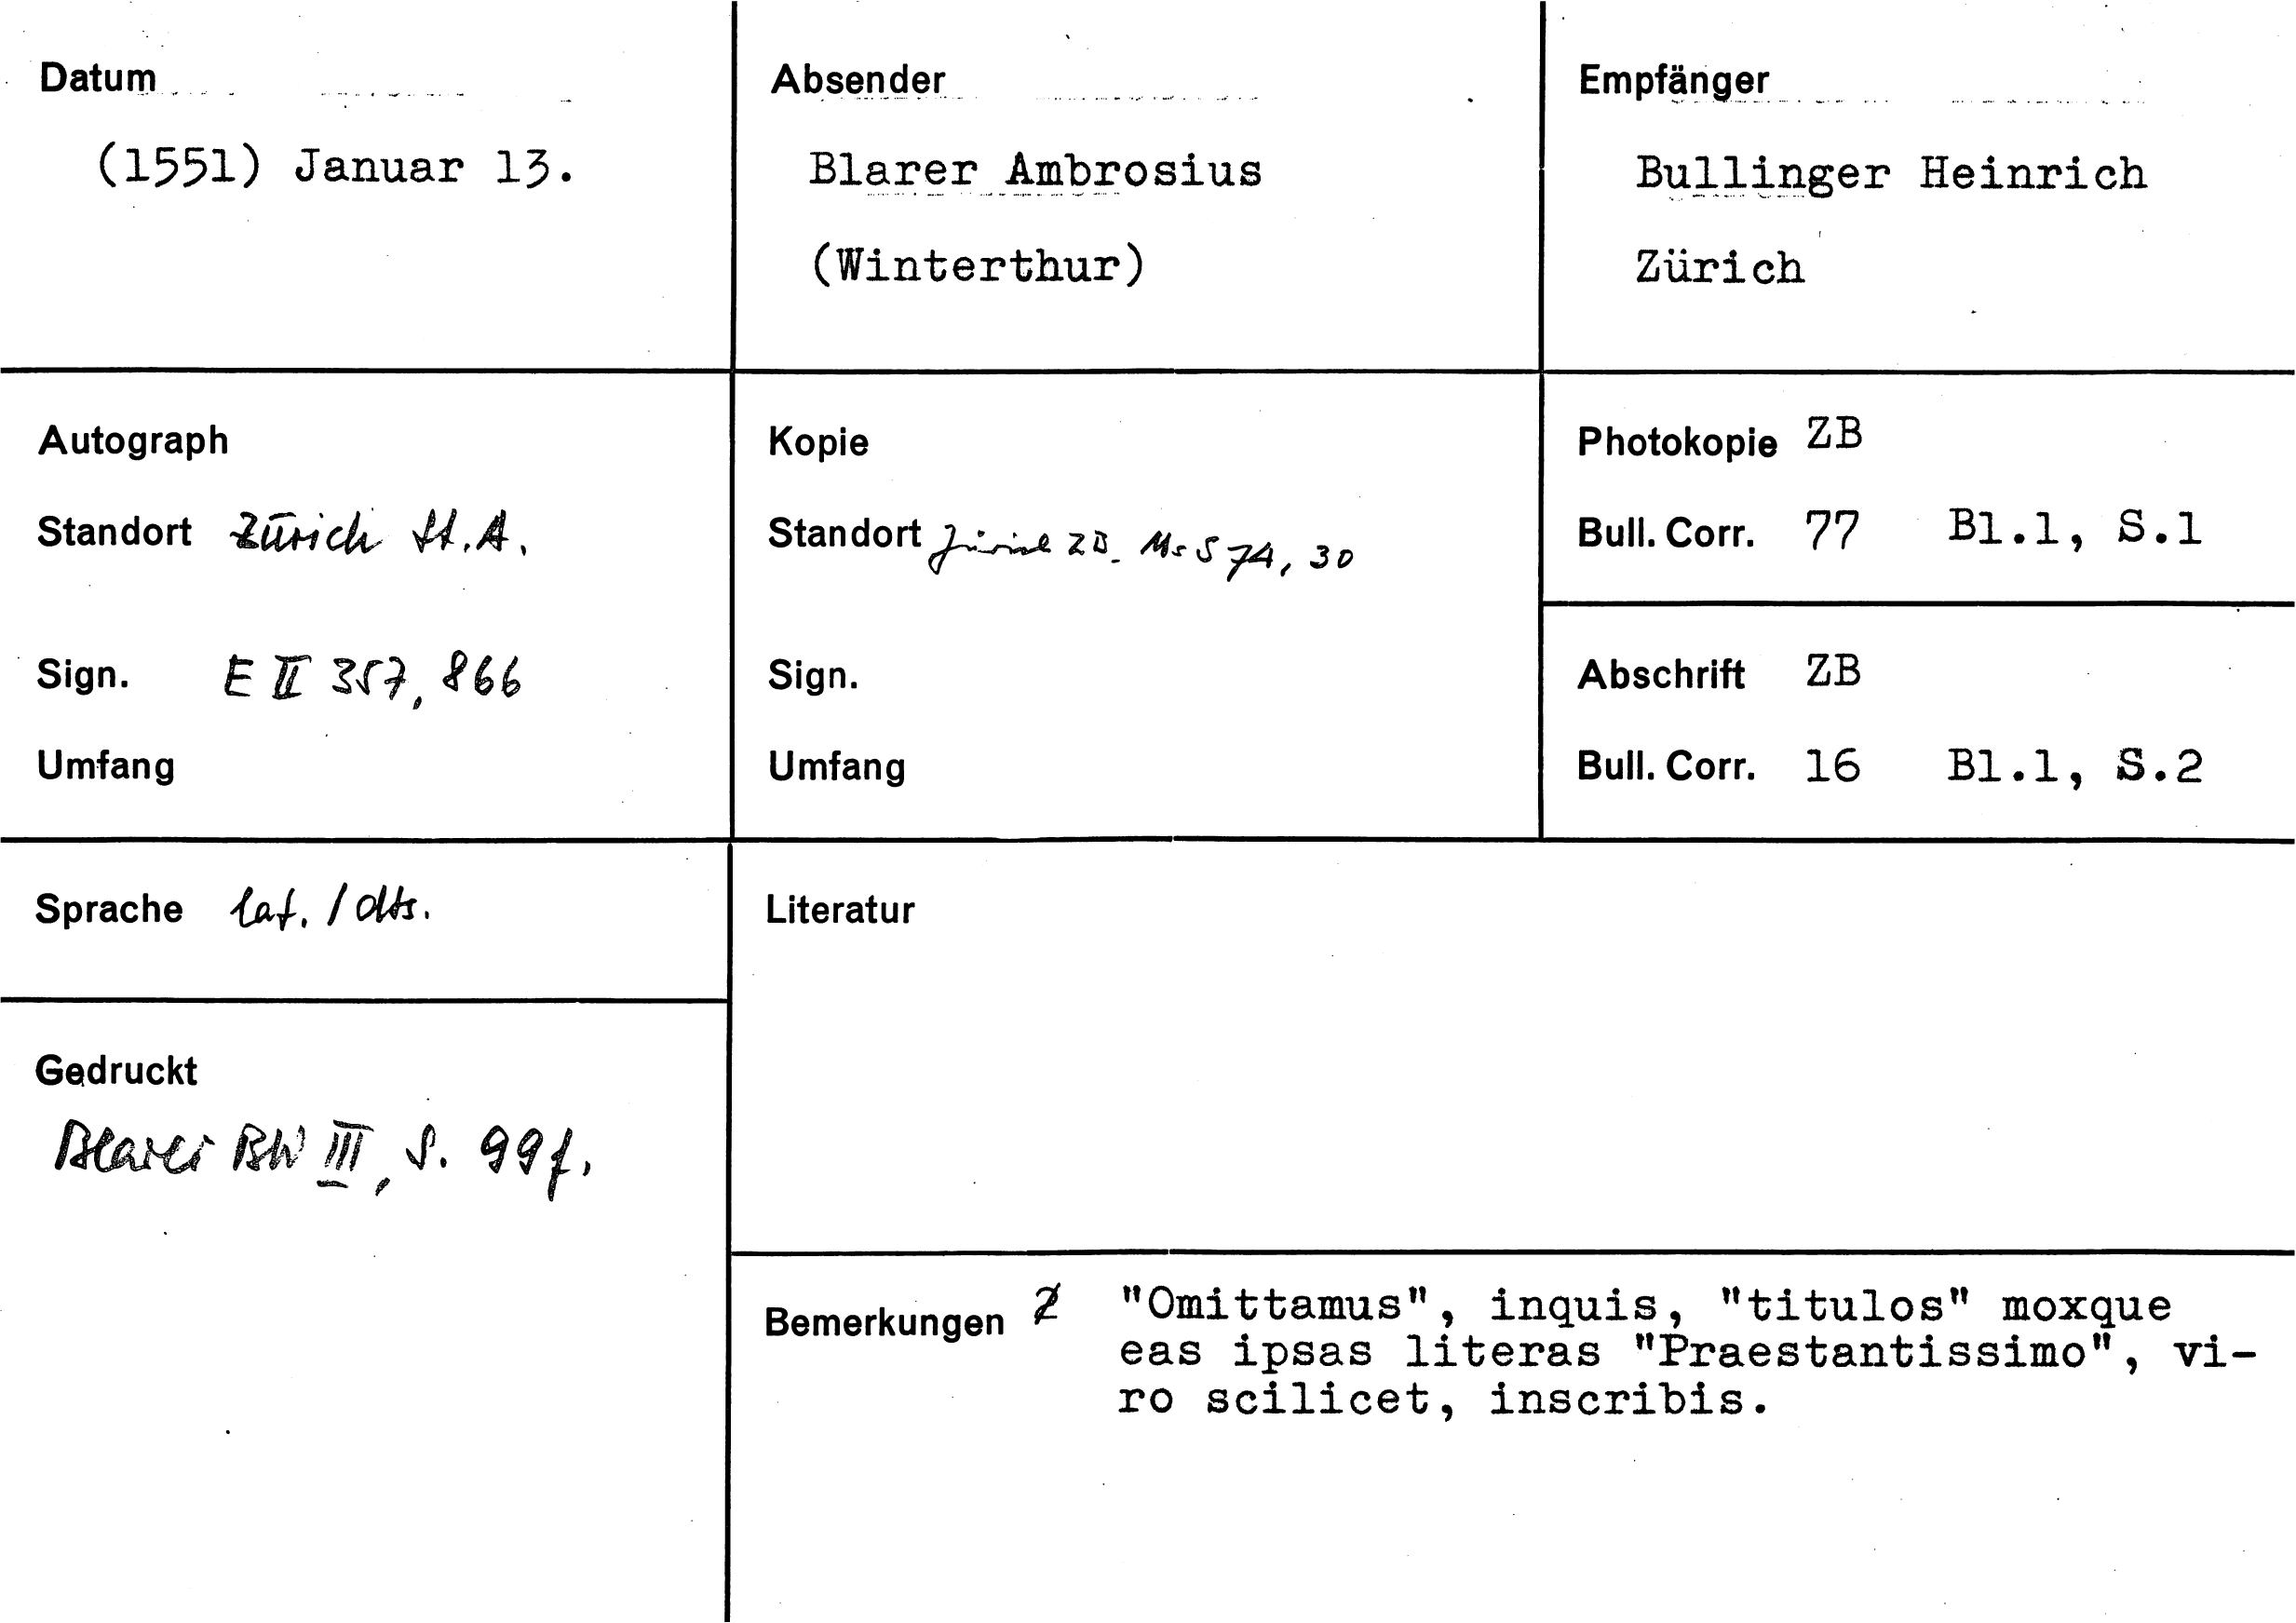 Datum
(1551) Januar 13.
Absender
Blarer Ambrosius
(Winterthur)
Empfänger
Bullinger Heinrich
Zürich
Autograph
Standort Zürich St.A.
Sign. E II 357, 866
Umfang
Kopie
Standort Zürich ZB. Ms S 74, 30
Sign.
Umfang
Photokopie ZB
Bull. Corr. 77 Bl.1, S.1
Abschrift ZB
Bull. Corr. 16 Bl.1, S.2
Sprache lat. / dts.
Gedruckt
Blarer BW III, S. 99f.
Literatur
Bemerkungen "Omittamus", inquis, "titulos" moxque
eas ipsas literas "Praestantissimo", vi-
ro scilicet, inscribis.